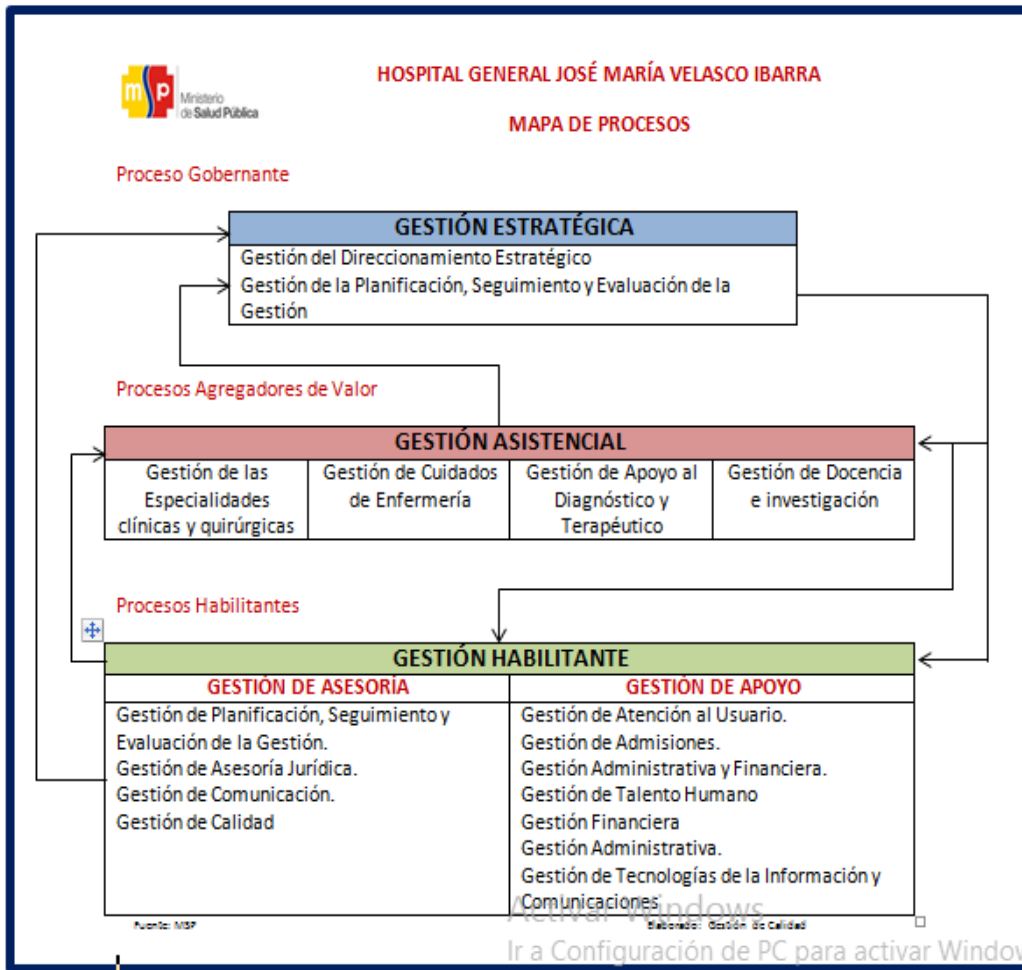 HOSPITAL GENERAL JOSÉ MARÍA VELASCO IBARRA
msp
Ministerio
de Salud Pública
MAPA DE PROCESOS
Proceso Gobernante
GESTIÓN ESTRATÉGICA
Gestión del Direccionamiento Estratégico
Gestión de la Planificación, Seguimiento y Evaluación de la
Gestión
Procesos Agregadores de Valor
GESTIÓN ASISTENCIAL
Gestión de las
Especialidades
clínicas y quirúrgicas
Gestión de Cuidados
de Enfermería
Gestión de Apoyo al
Diagnóstico y
Terapéutico
Gestión de Docencia
e investigación
Procesos Habilitantes
GESTIÓN HABILITANTE
GESTIÓN DE ASESORÍA
Gestión de Planificación, Seguimiento y
Evaluación de la Gestión.
Gestión de Asesoría Jurídica.
Gestión de Comunicación.
Gestión de Calidad
GESTIÓN DE APOYO
Gestión de Atención al Usuario.
Gestión de Admisiones.
Gestión Administrativa y Financiera.
Gestión de Talento Humano
Gestión Financiera
Gestión Administrativa.
Gestión de Tecnologías de la Información y
Comunicaciones
Fuente: MSP
Elaborado: Gestión de Calidad
Activar Windows
Ir a Configuración de PC para activar Window